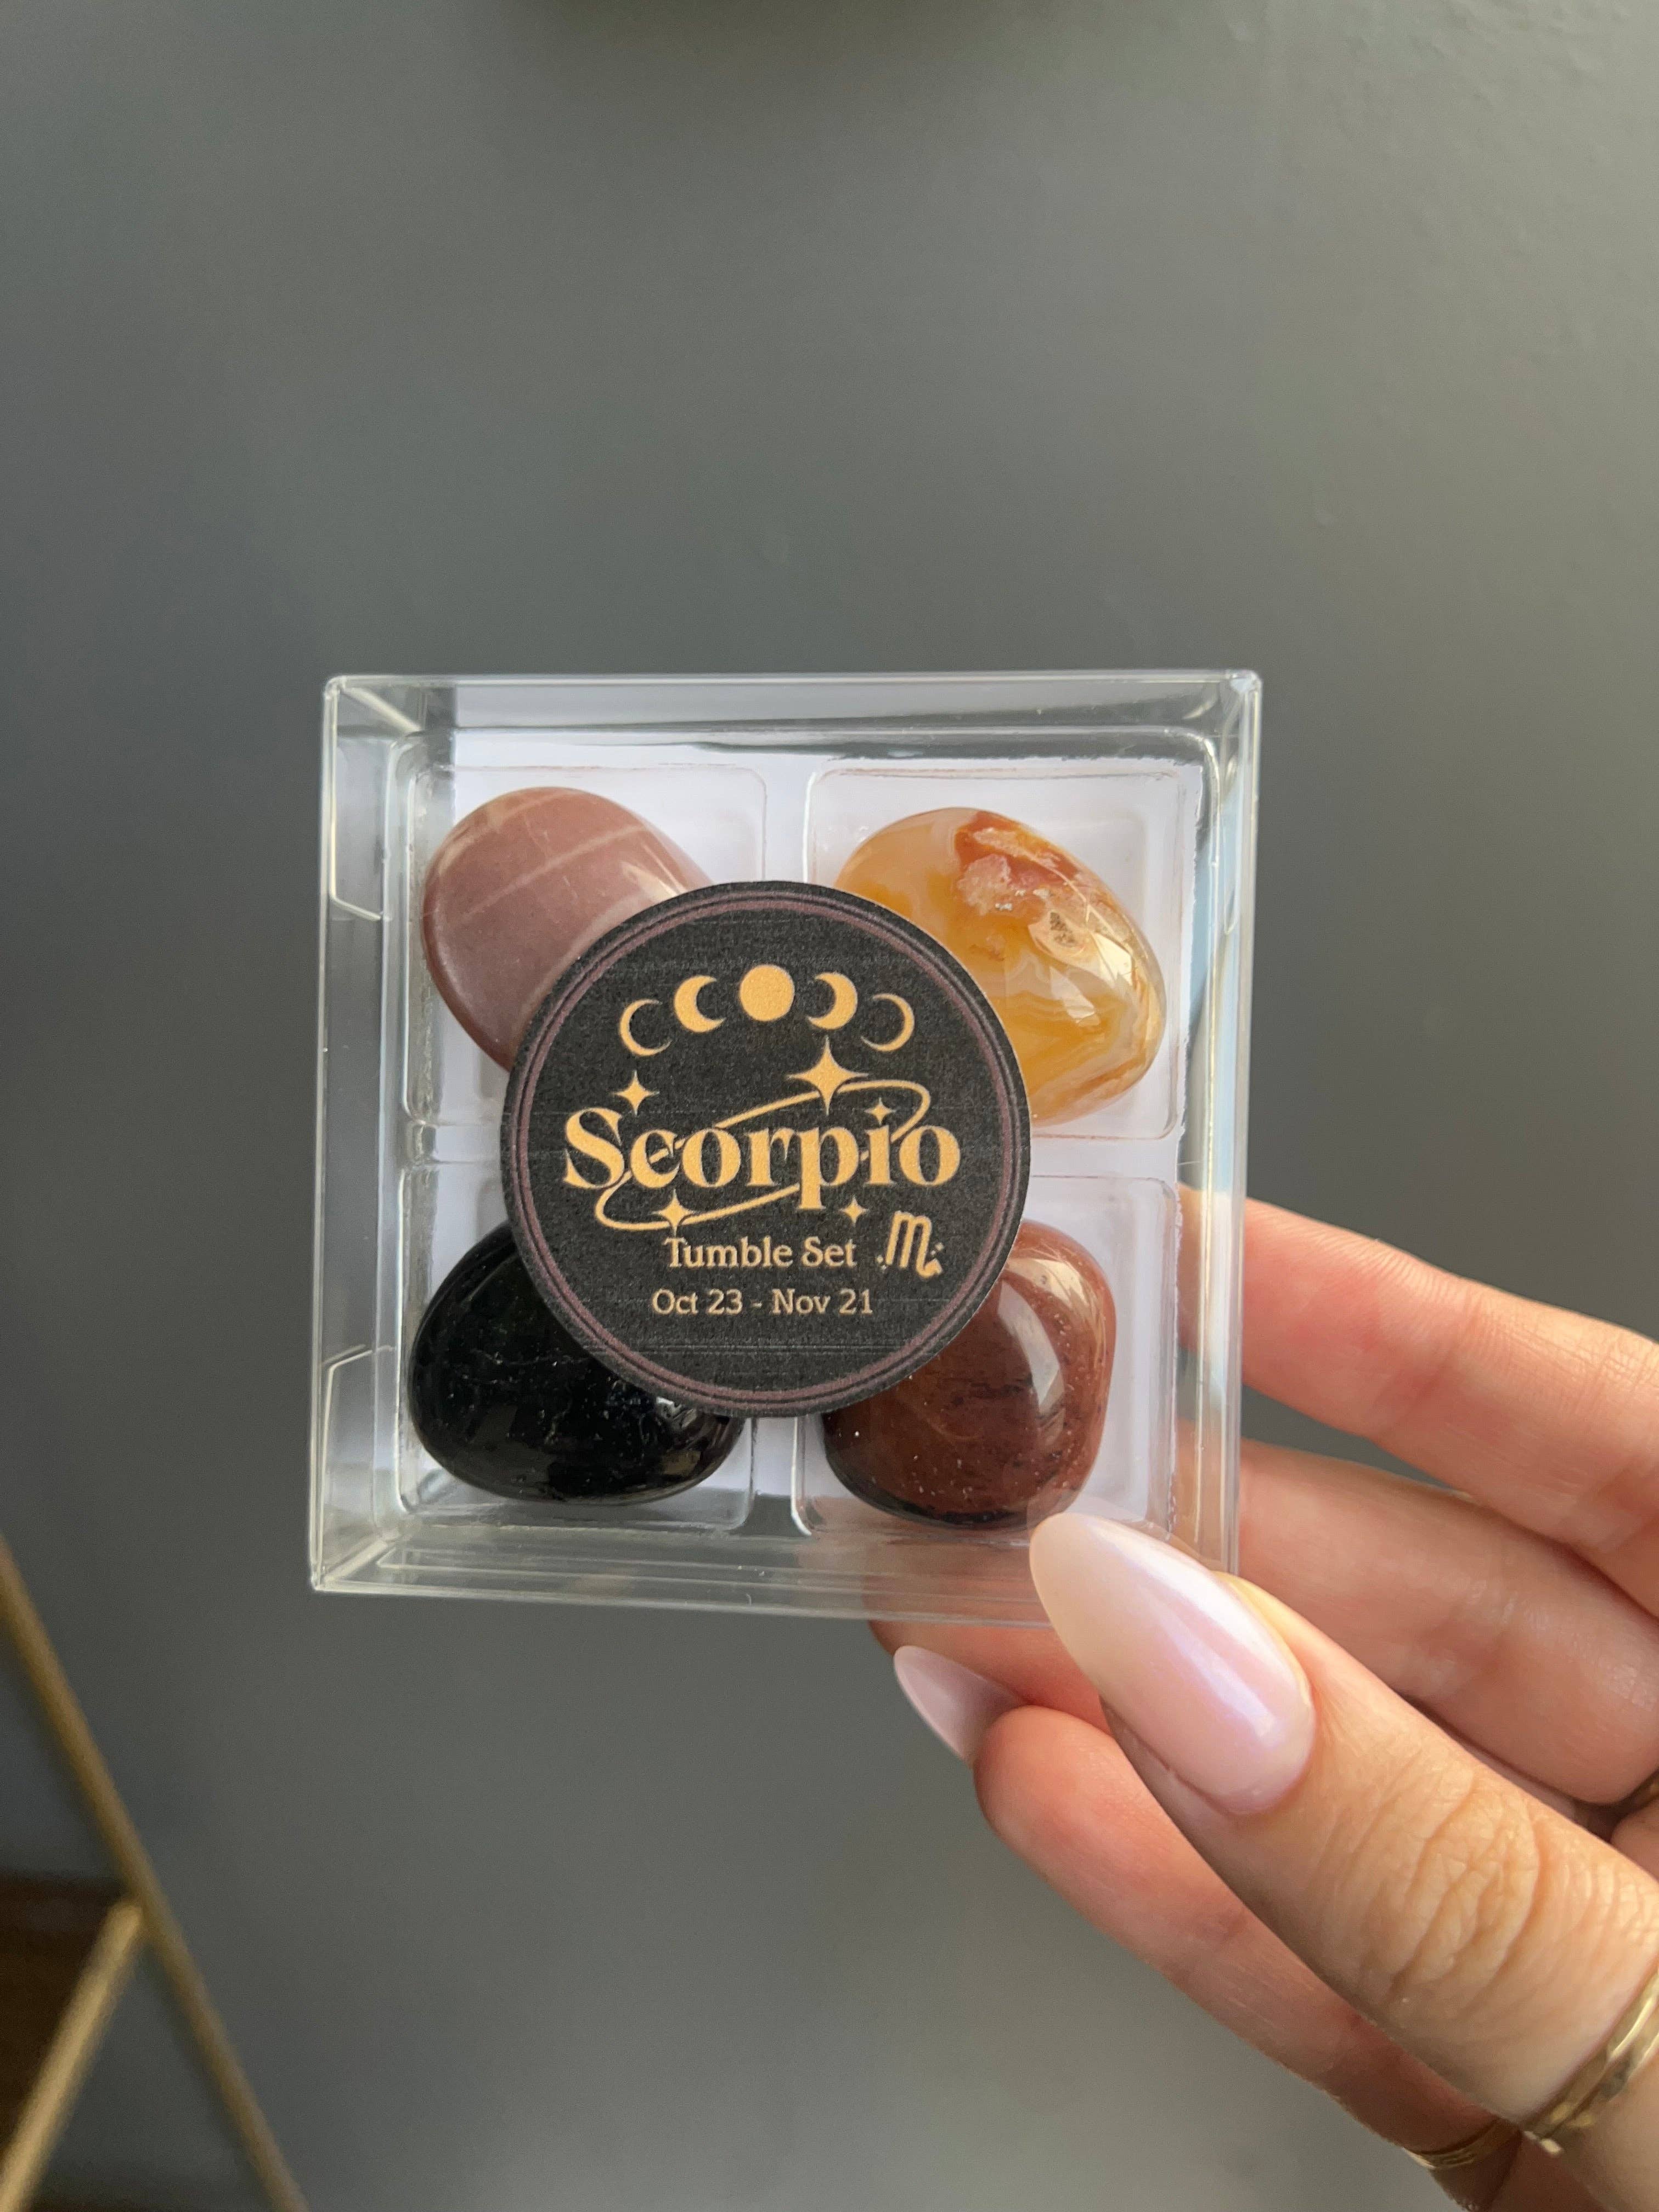 Scorpio
Tumble Set
Oct 23 - Nov 21